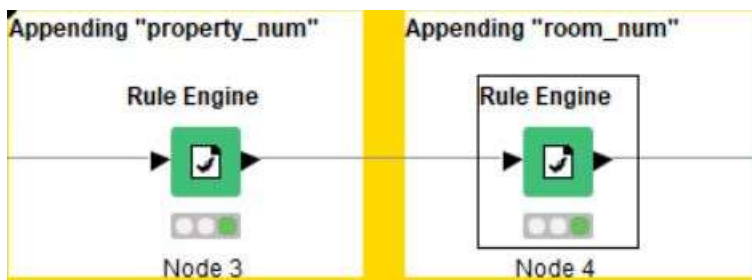 Appending "property_num"
Appending "room_num"
Rule Engine
Rule Engine
Node 3
Node 4